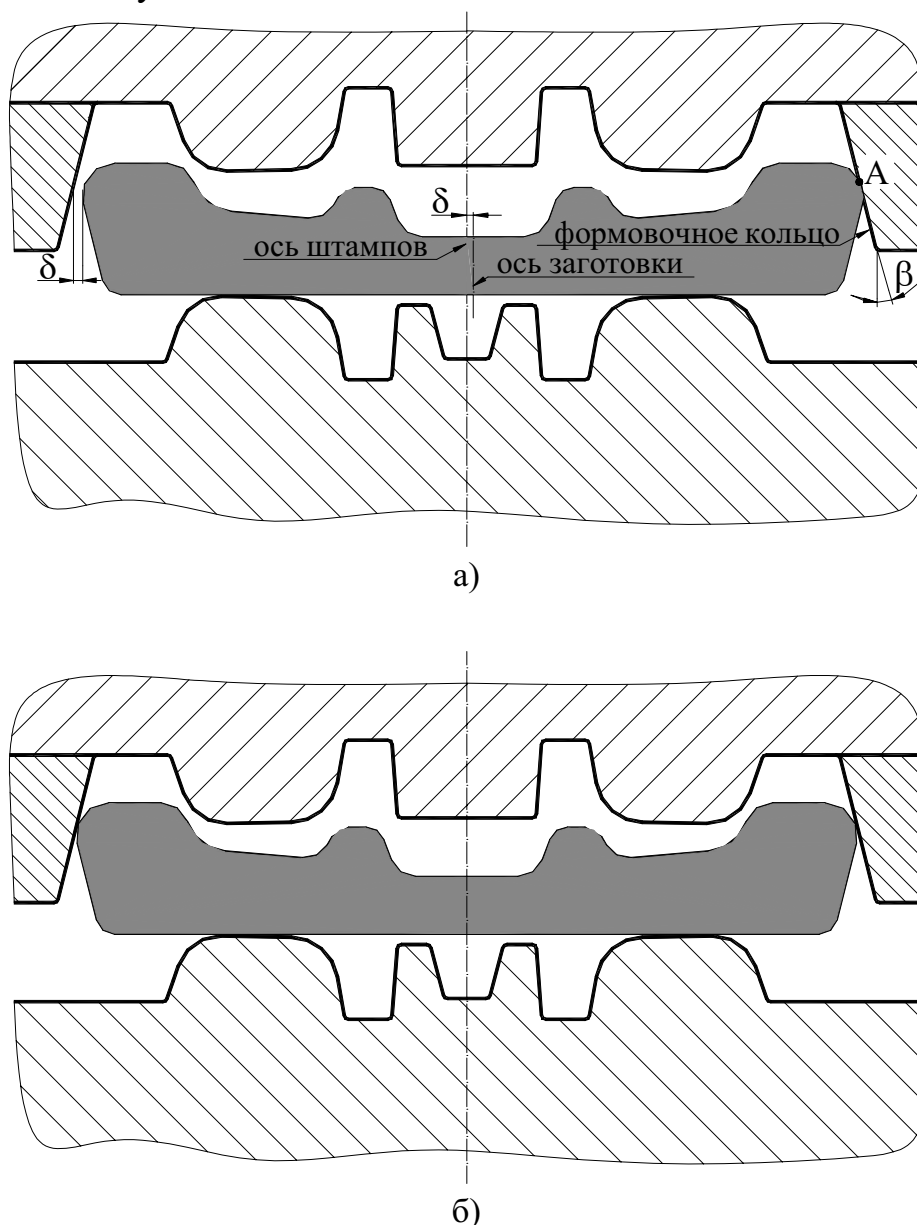 А
δ
ось штампов
формовочное кольцо
ось заготовки
δ
β
а)
б)